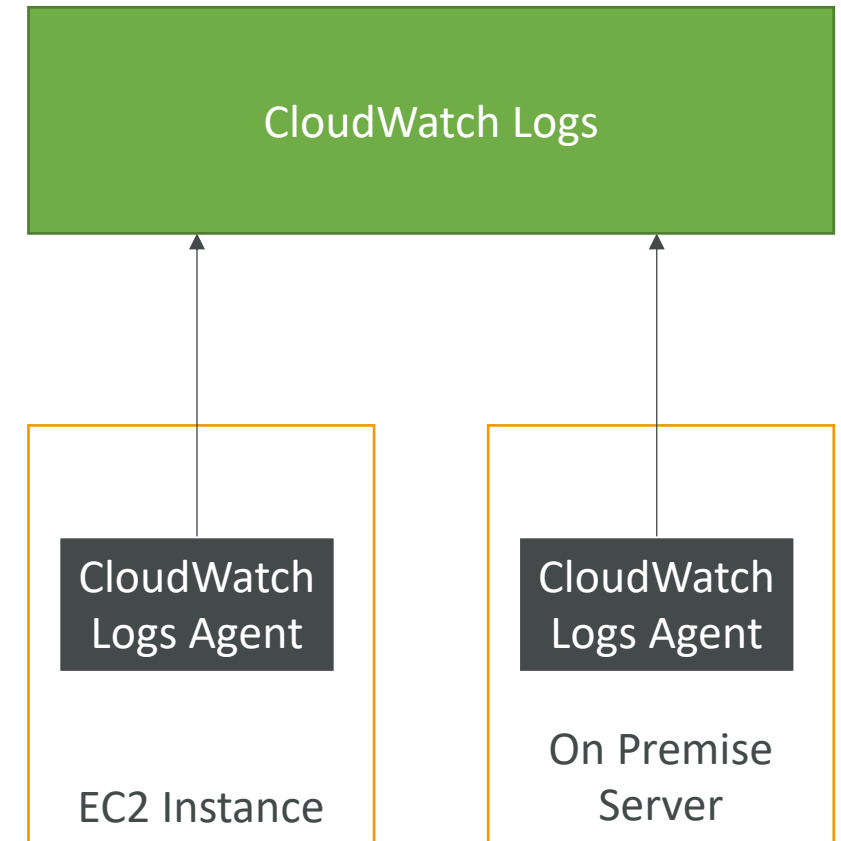 CloudWatch Logs
CloudWatch
Logs Agent
EC2 Instance
CloudWatch
Logs Agent
On Premise
Server